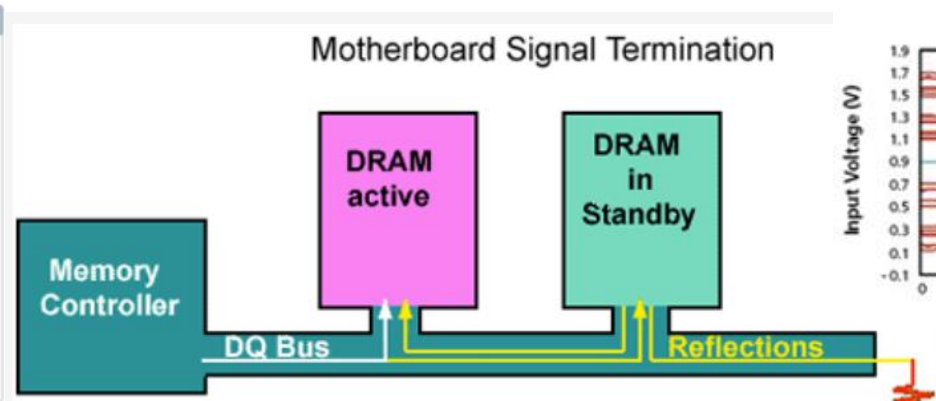 Motherboard Signal Termination
DRAM
active
DRAM
in
Standby
Memory
Controller
DQ Bus
Reflections
Input Voltage (V)
1.9
1.7
1.5
1.3
1.1
0.9
0.7
0.5
0.3
0.1
-0.1
0